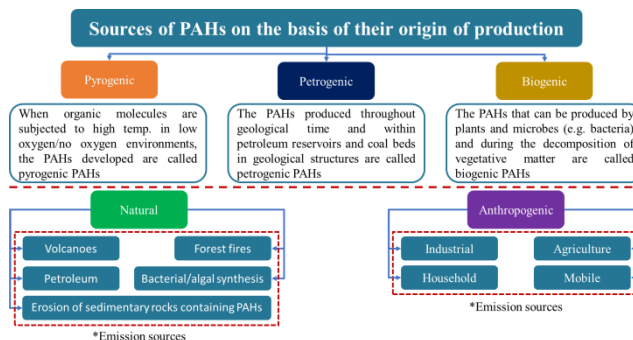 Sources of PAHs on the basis of their origin of production
Pyrogenic
Petrogenic
Biogenic
When organic molecules are
subjected to high temp. in low
oxygen/no oxygen environments,
the PAHs developed are called
pyrogenic PAHs
The PAHs produced throughout
geological time and within
petroleum reservoirs and coal beds
in geological structures are called
petrogenic PAHs
The PAHs that can be produced by
plants and microbes (e.g. bacteria)
and during the decomposition of
vegetative matter are called
biogenic PAHs
Natural
Volcanoes
Forest fires
Petroleum
Bacterial/algal synthesis
Erosion of sedimentary rocks containing PAHs
*Emission sources
Anthropogenic
Industrial
Agriculture
Household
Mobile
*Emission sources